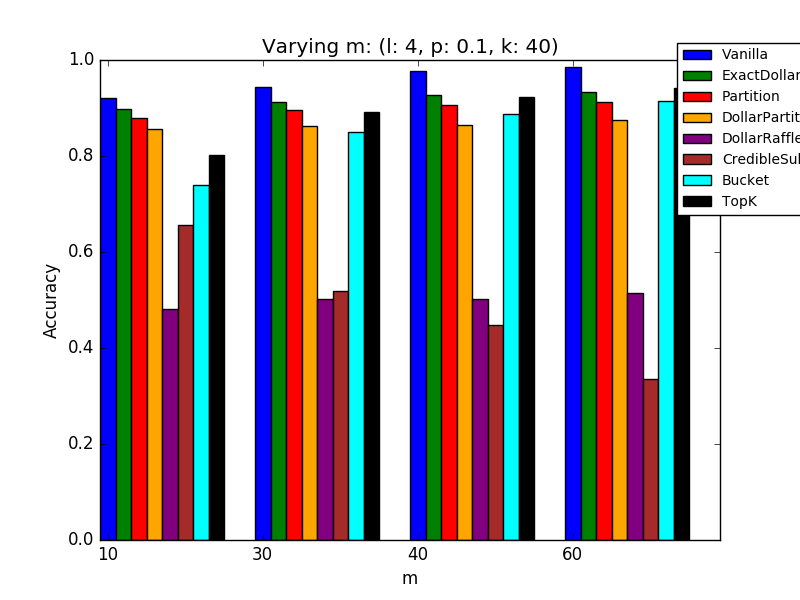 Varying m: (l: 4, p: 0.1, k: 40)
1.0
0.8
0.6
0.4
0.2
0.0
Accuracy
10 30 40 60
m
Vanilla
ExactDollar
Partition
DollarPartit
DollarRaffle
CredibleSu
Bucket
TopK